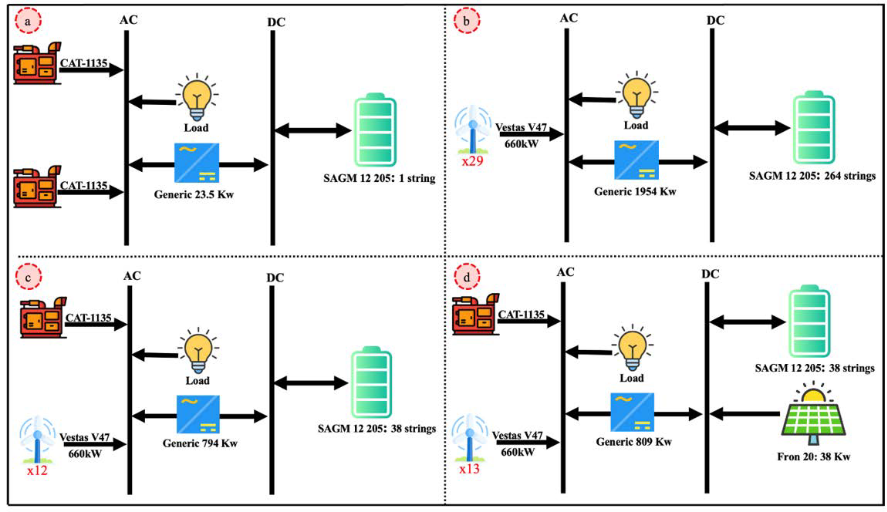 a
AC
DC
CAT-1135
Load
CAT-1135
Generic 23.5 Kw
SAGM 12 205: 1 string
b
AC
DC
Vestas V47
660kW
x29
Load
Generic 1954 Kw
SAGM 12 205: 264 strings
c
AC
DC
CAT-1135
Load
Vestas V47
660kW
x12
Generic 794 Kw
SAGM 12 205: 38 strings
d
AC
DC
CAT-1135
Load
Vestas V47
660kW
x13
Generic 809 Kw
SAGM 12 205: 38 strings
Fron 20: 38 Kw